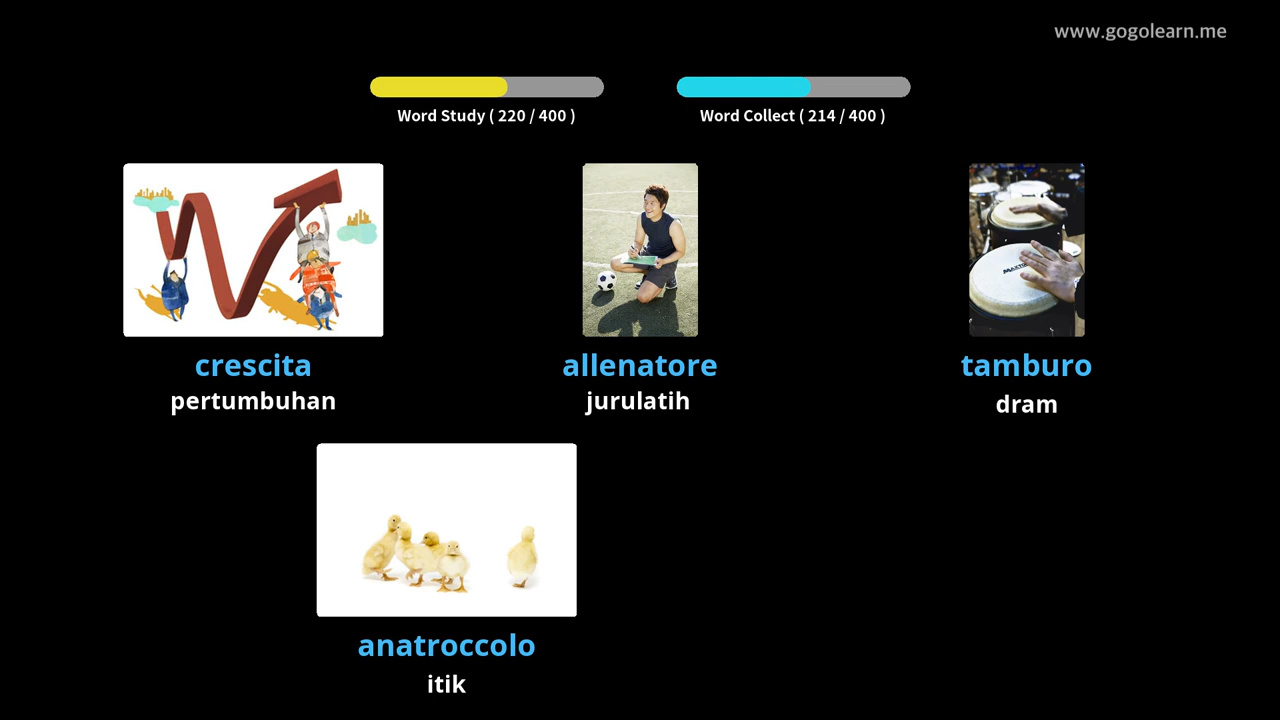 www.gogolearn.me
Word Study ( 220 / 400 )
Word Collect ( 214 / 400 )
MAXTONE
crescita
pertumbuhan
allenatore
jurulatih
tamburo
dram
anatroccolo
itik